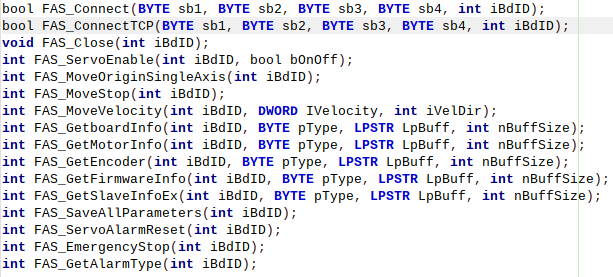 bool FAS_Connect(BYTE sb1, BYTE sb2, BYTE sb3, BYTE sb4, int iBdID);
bool FAS_ConnectTCP(BYTE sb1, BYTE sb2, BYTE sb3, BYTE sb4, int iBdID);
void FAS_Close(int iBdID);
int FAS_ServoEnable(int iBdID, bool bOnOff);
int FAS_MoveOriginSingleAxis(int iBdID);
int FAS_MoveStop(int iBdID);
int FAS_MoveVelocity(int iBdID, DWORD IVelocity, int iVelDir);
int FAS_GetboardInfo(int iBdID, BYTE pType, LPSTR LpBuff, int nBuffSize);
int FAS_GetMotorInfo(int iBdID, BYTE pType, LPSTR LpBuff, int nBuffSize);
int FAS_GetEncoder(int iBdID, BYTE pType, LPSTR LpBuff, int nBuffSize);
int FAS_GetFirmwareInfo(int iBdID, BYTE pType, LPSTR LpBuff, int nBuffSize);
int FAS_GetSlaveInfoEx(int iBdID, BYTE pType, LPSTR LpBuff, int nBuffSize);
int FAS_SaveAllParameters(int iBdID);
int FAS_ServoAlarmReset(int iBdID);
int FAS_EmergencyStop(int iBdID);
int FAS_GetAlarmType(int iBdID);